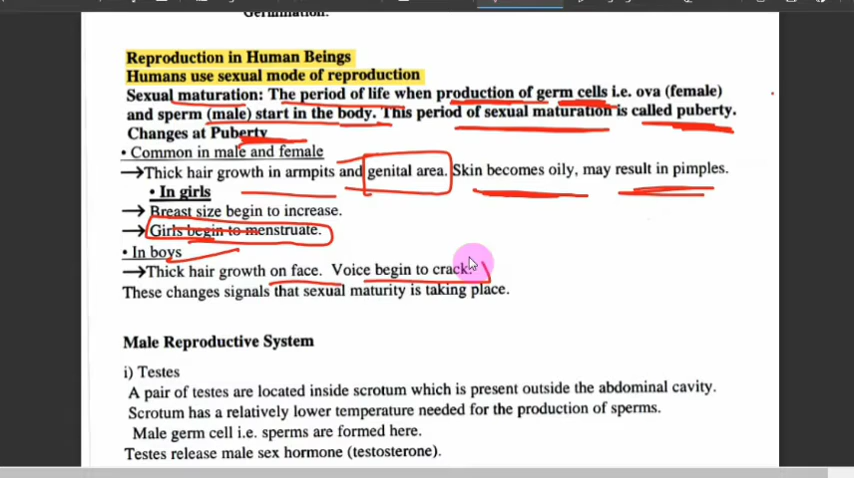 Germination.
Reproduction in Human Beings
Humans use sexual mode of reproduction
Sexual maturation: The period of life when production of germ cells i.e. ova (female)
and sperm (male) start in the body. This period of sexual maturation is called puberty.
Changes at Puberty
• Common in male and female
→Thick hair growth in armpits and genital area. Skin becomes oily, may result in pimples.
• In girls
→ Breast size begin to increase.
→ Girls begin to menstruate.
• In boys
→Thick hair growth on face. Voice begin to crack.
These changes signals that sexual maturity is taking place.
Male Reproductive System
i) Testes
A pair of testes are located inside scrotum which is present outside the abdominal cavity.
Scrotum has a relatively lower temperature needed for the production of sperms.
Male germ cell i.e. sperms are formed here.
Testes release male sex hormone (testosterone).